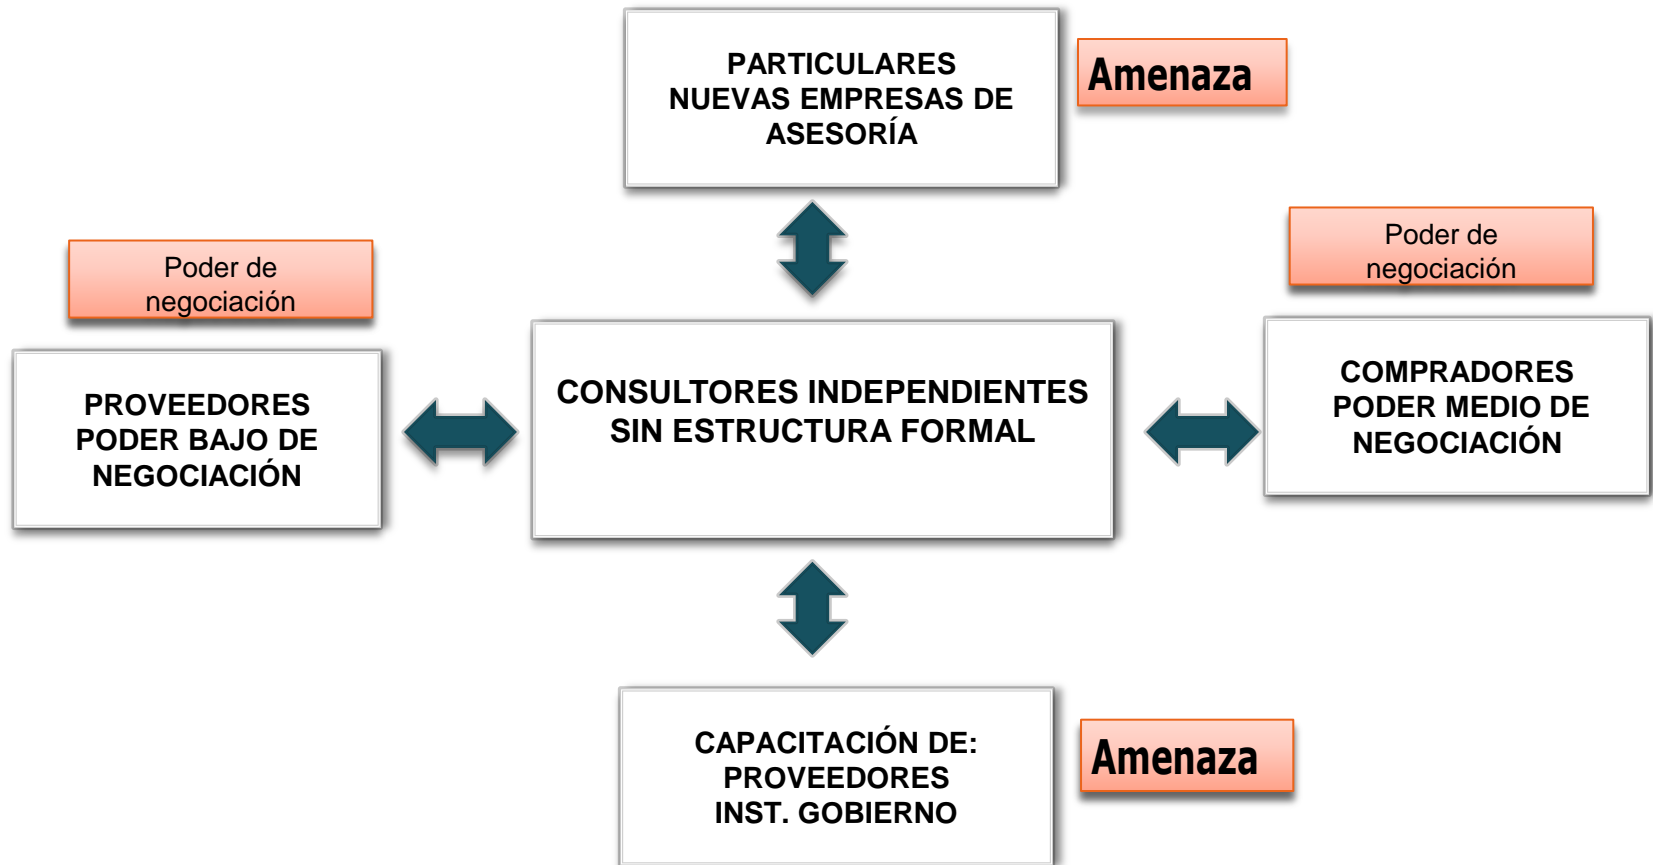 PARTICULARES
NUEVAS EMPRESAS DE
ASESORÍA
Amenaza
Poder de
negociación
Poder de
negociación
PROVEEDORES
PODER BAJO DE
NEGOCIACIÓN
CONSULTORES INDEPENDIENTES
SIN ESTRUCTURA FORMAL
COMPRADORES
PODER MEDIO DE
NEGOCIACIÓN
CAPACITACIÓN DE:
PROVEEDORES
INST. GOBIERNO
Amenaza